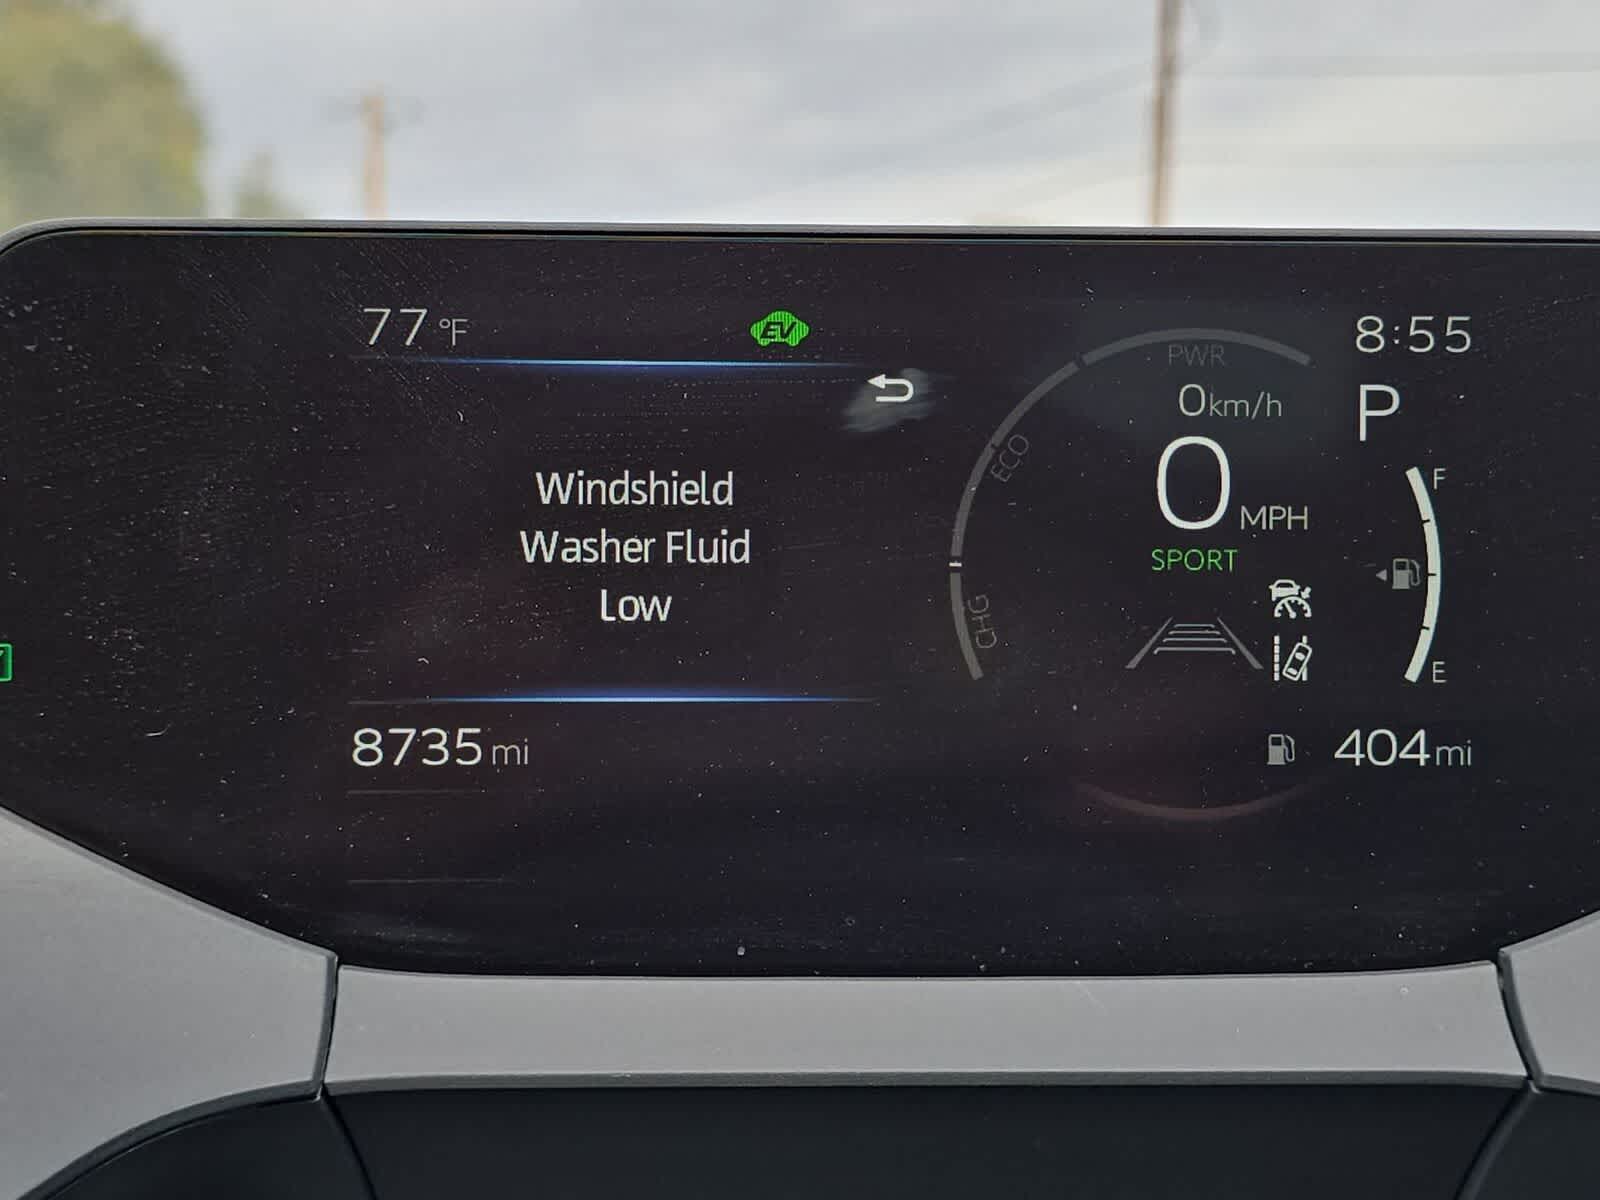 77 °F
EV
8:55
PWR
0 km/h
P
ECO
0 MPH
Windshield
Washer Fluid
Low
SPORT
F
CHG
E
8735 mi
404 mi